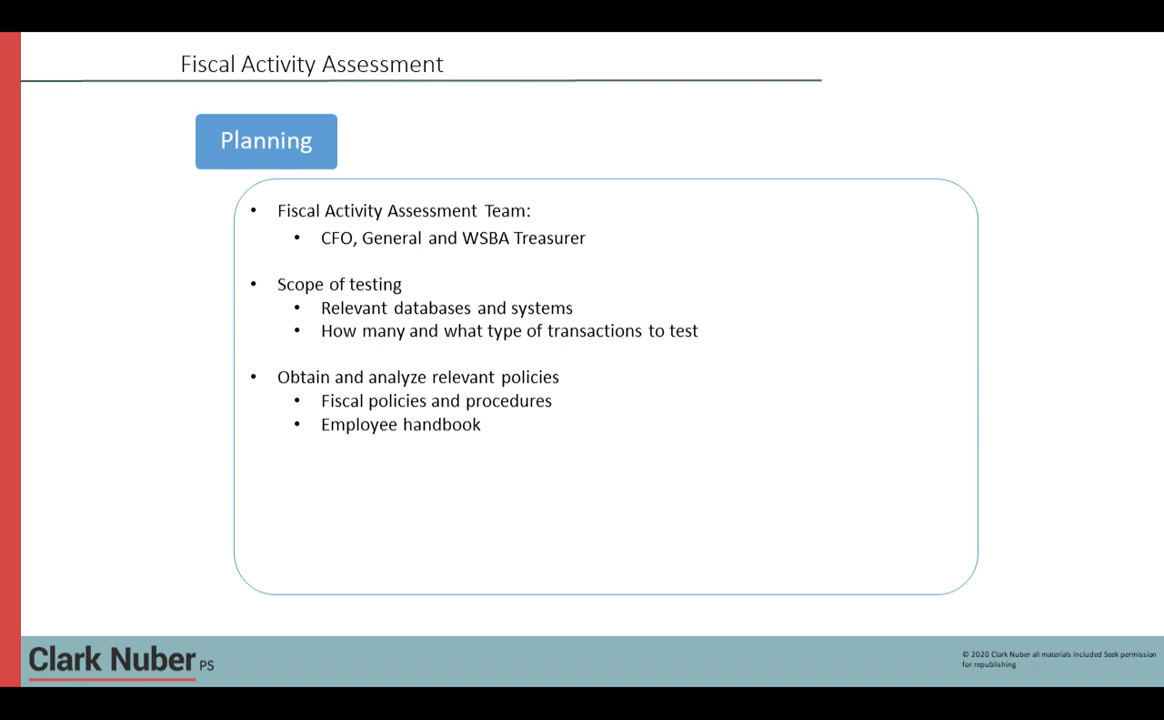 Fiscal Activity Assessment
Planning
• Fiscal Activity Assessment Team:
• CFO, General and WSBA Treasurer
• Scope of testing
• Relevant databases and systems
• How many and what type of transactions to test
• Obtain and analyze relevant policies
• Fiscal policies and procedures
• Employee handbook
Clark Nuber PS
© 2020 Clark Nuber all materials included Seek permission
for republishing